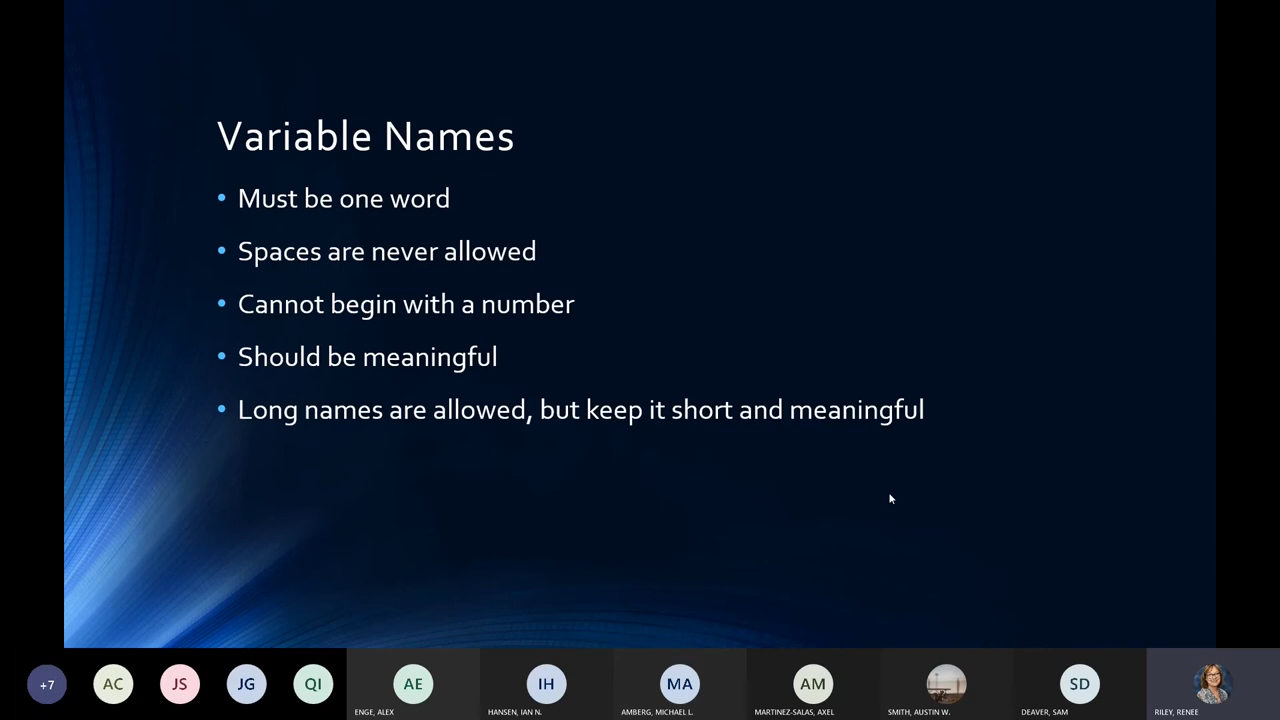 Variable Names
• Must be one word
• Spaces are never allowed
• Cannot begin with a number
• Should be meaningful
• Long names are allowed, but keep it short and meaningful
+7
AC
JS
JG
QI
AE
IH
MA
AM
SD
ENGE, ALEX
HANSEN, IAN N.
AMBERG, MICHAEL L.
MARTINEZ-SALAS, AXEL
SMITH, AUSTIN W.
DEAVER, SAM
RILEY, RENEE